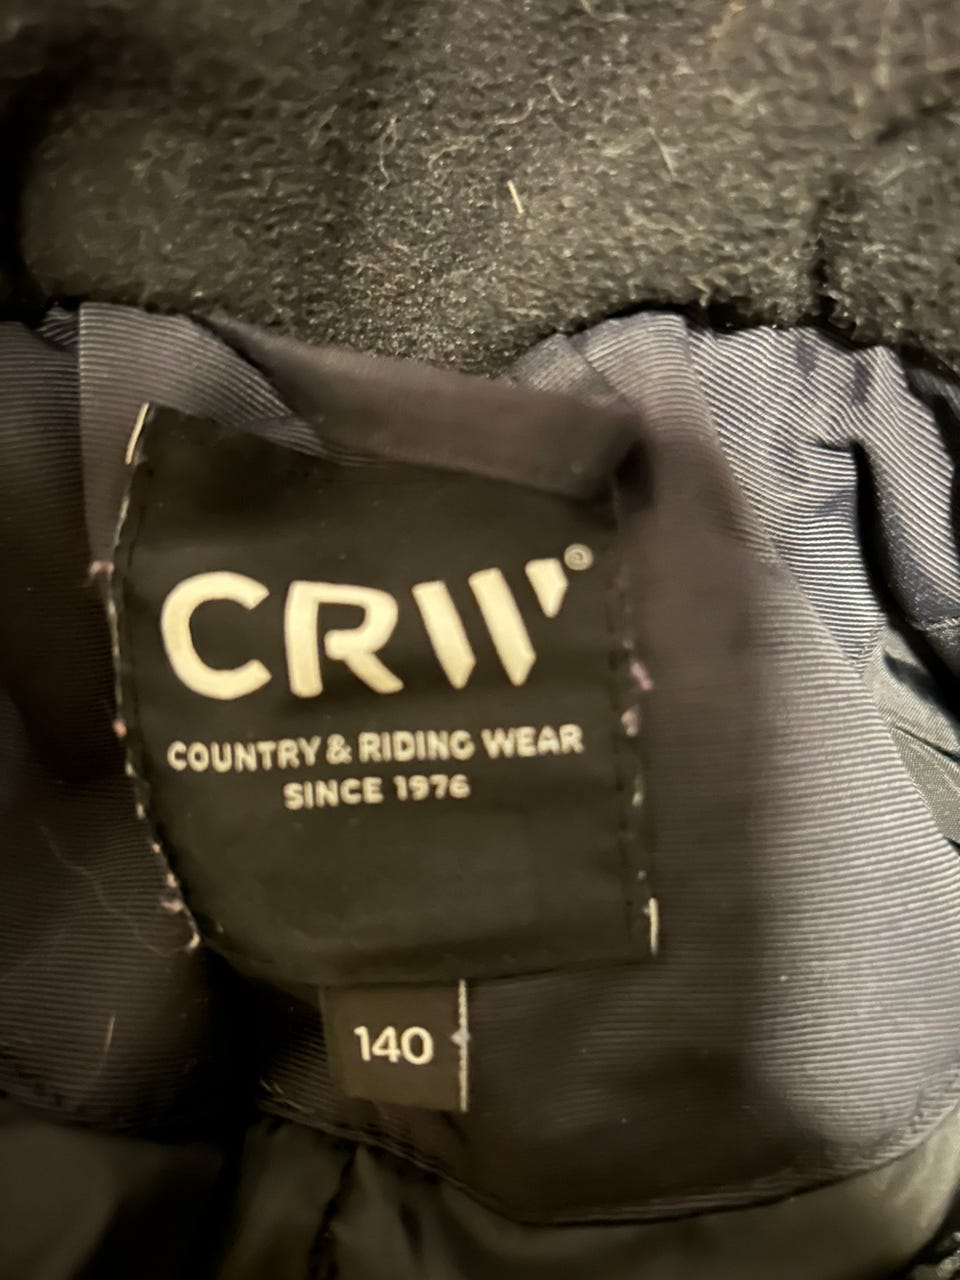 CRW®
COUNTRY & RIDING WEAR
SINCE 1976
140